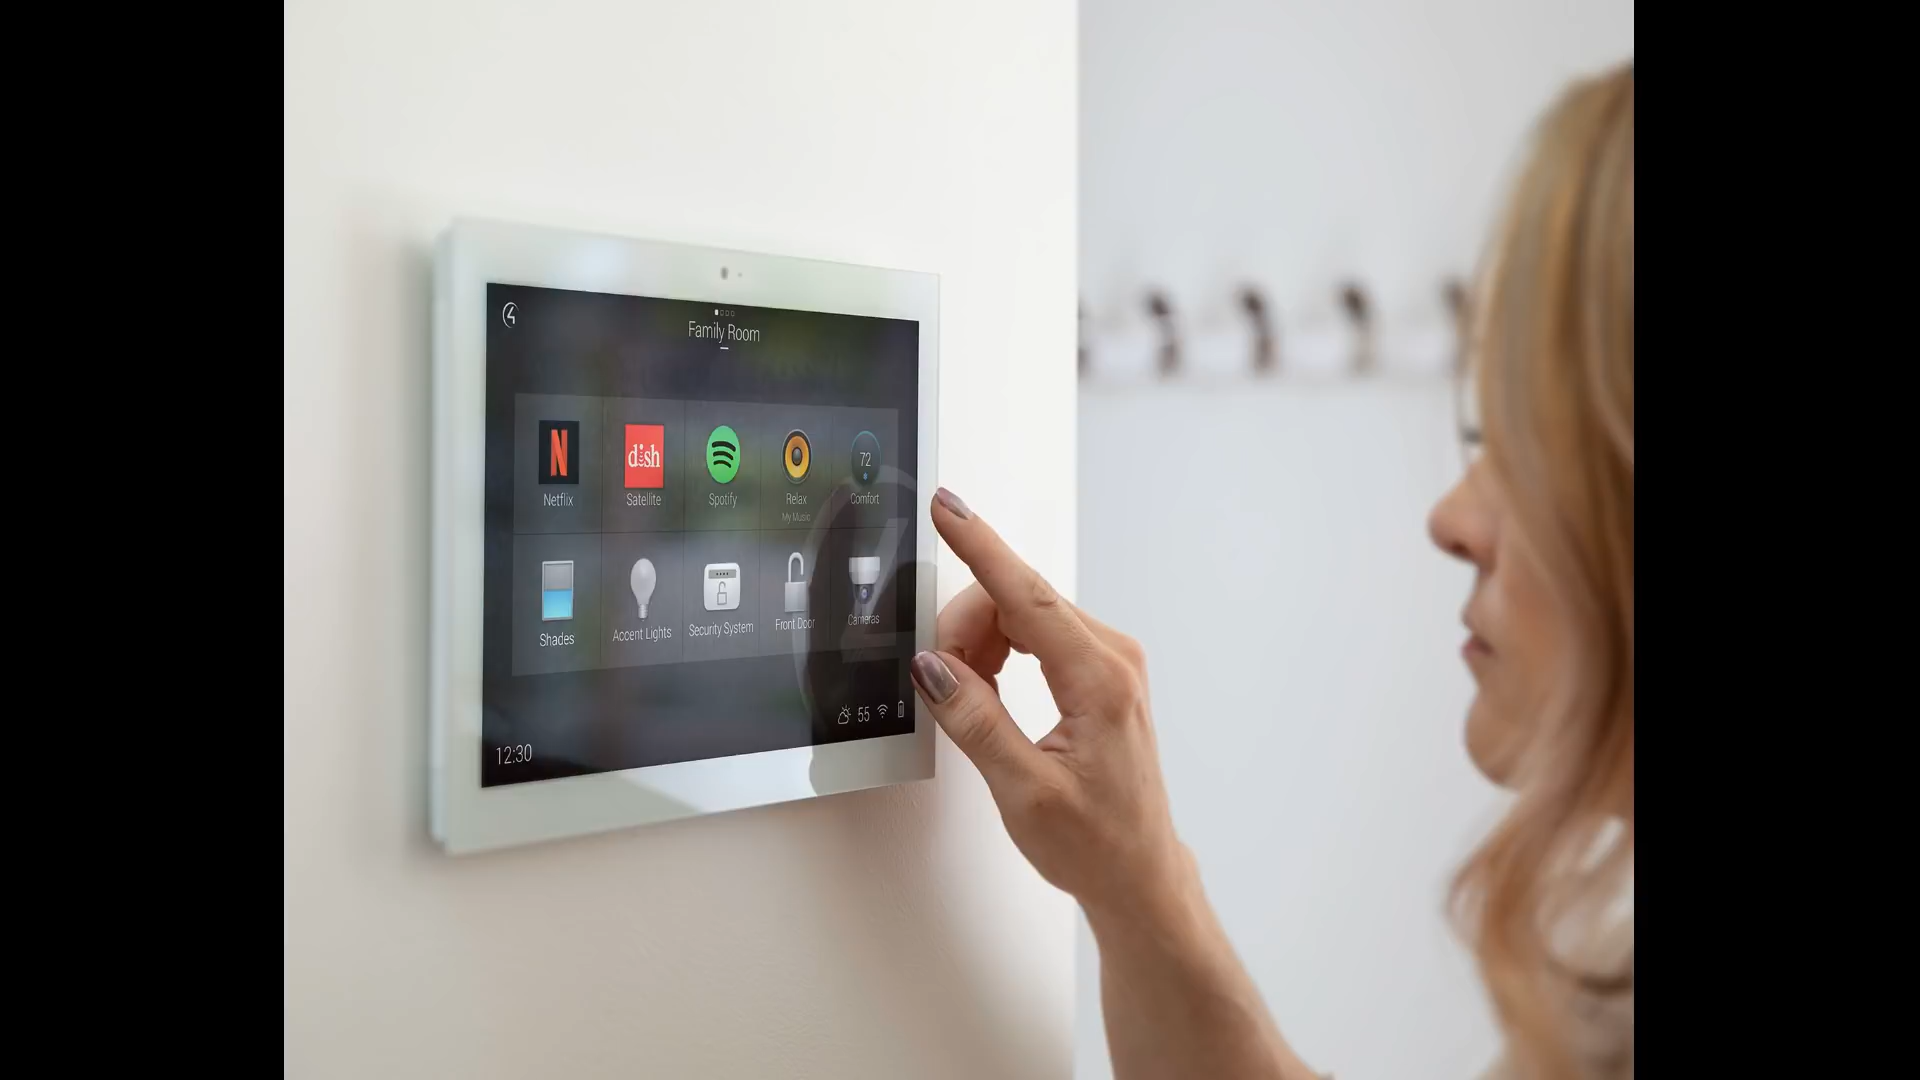 Family Room
N
dish
72
Netflix
Satellite
Spotify
Relax
Comfort
My Music
Shades
Accent Lights
Security System
Front Door
Cameras
55
12:30